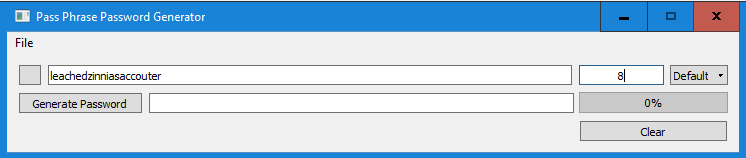 Pass Phrase Password Generator
File
leachedzinniasaccouter 8 Default
Generate Password 0%
Clear